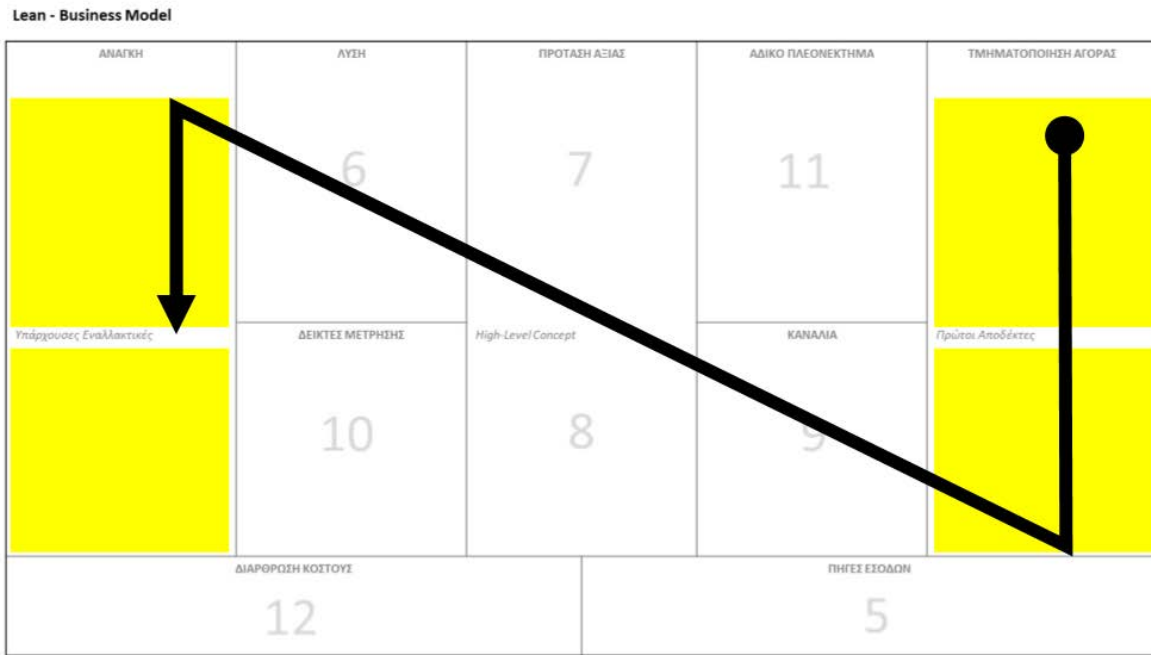 Lean - Business Model
ΑΝΑΓΚΗ
ΛΥΣΗ
ΠΡΟΤΑΣΗ ΑΞΙΑΣ
ΑΔΙΚΟ ΠΛΕΟΝΕΚΤΗΜΑ
ΤΜΗΜΑΤΟΠΟΙΗΣΗ ΑΓΟΡΑΣ
6
7
11
Υπάρχουσες Εναλλακτικές
ΔΕΙΚΤΕΣ ΜΕΤΡΗΣΗΣ
High-Level Concept
ΚΑΝΑΛΙΑ
Πρώτοι Αποδέκτες
10
8
9
ΔΙΑΡΘΡΩΣΗ ΚΟΣΤΟΥΣ
ΠΗΓΕΣ ΕΣΟΔΩΝ
12
5